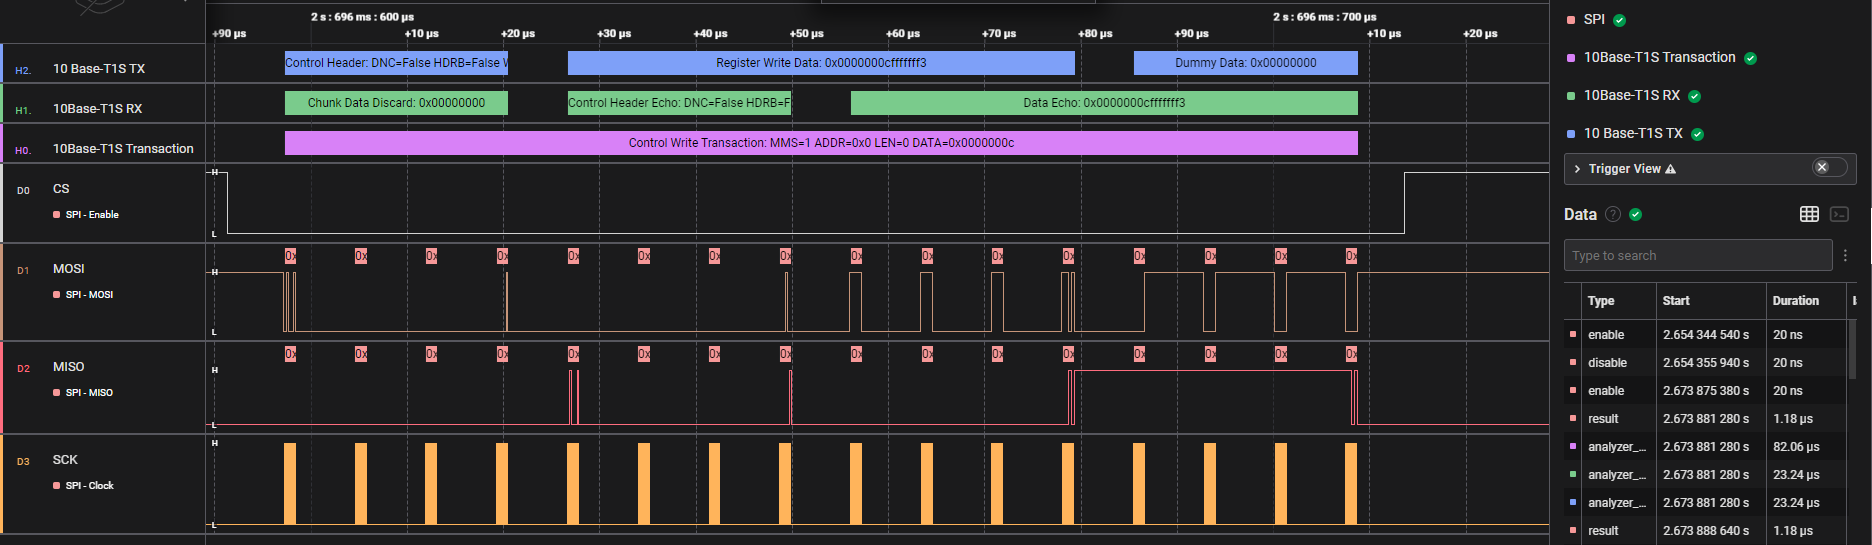 2 s : 696 ms : 600 µs
2 s : 696 ms : 700 µs
+90 µs
+10 µs
+20 µs
+30 µs
+40 µs
+50 µs
+60 µs
+70 µs
+80 µs
+90 µs
+10 µs
+20 µs
H2. 10 Base-T1S TX
Control Header: DNC=False HDRB=False W
Register Write Data: 0x0000000cfffffff3
Dummy Data: 0x00000000
H1. 10Base-T1S RX
Chunk Data Discard: 0x00000000
Control Header Echo: DNC=False HDRB=F
Data Echo: 0x0000000cfffffff3
H0. 10Base-T1S Transaction
Control Write Transaction: MMS=1 ADDR=0x0 LEN=0 DATA=0x0000000c
D0 CS
SPI - Enable
H
L
D1 MOSI
SPI - MOSI
H
L
0x 0x 0x 0x 0x 0x 0x 0x 0x 0x 0x 0x 0x 0x 0x 0x
D2 MISO
SPI - MISO
H
L
0x 0x 0x 0x 0x 0x 0x 0x 0x 0x 0x 0x 0x 0x 0x 0x
D3 SCK
SPI - Clock
H
L
SPI
10Base-T1S Transaction
10Base-T1S RX
10 Base-T1S TX
Trigger View
Data
Type to search
Type Start Duration
enable 2.654 344 540 s 20 ns
disable 2.654 355 940 s 20 ns
enable 2.673 875 380 s 20 ns
result 2.673 881 280 s 1.18 µs
analyzer_... 2.673 881 280 s 82.06 µs
analyzer_... 2.673 881 280 s 23.24 µs
analyzer_... 2.673 881 280 s 23.24 µs
result 2.673 888 640 s 1.18 µs